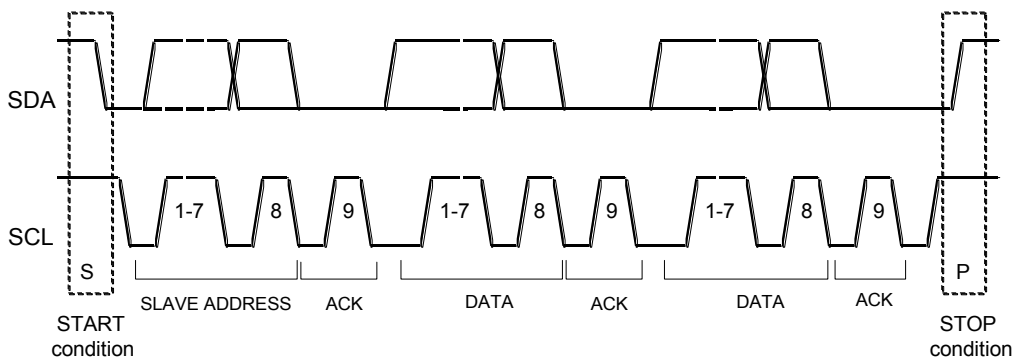 SDA
1-7 8 9 1-7 8 9 1-7 8 9
SCL
S P
SLAVE ADDRESS ACK DATA ACK DATA ACK
START STOP
condition condition